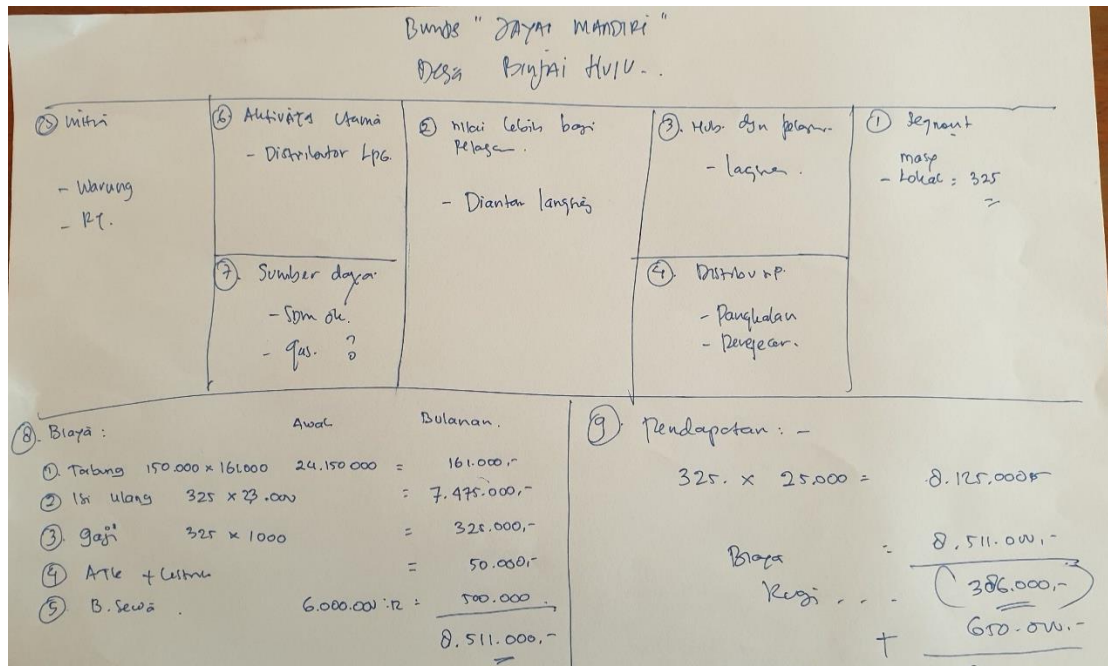 Bumds "JAYA MANDIRI"
Desa Binjai Hulu..
⑤ mitra
- Warung
- RT.
⑥ Aktivitas Utama
- Distributor LPG.
⑦. Sumber daya.
- SDM ok.
- gas. ?
② nilai lebih bagi
Pelagan.
- Diantar langsung
③. Hub. dgn pelagan.
④. Distribusi.
- Pangkalan
- Pengecer.
① Segment
masy
- Lokal = 325
⑧. Biaya : Awal Bulanan.
① Tabung 150.000 x 161.000 24.150.000 = 161.000,-
② Isi ulang 325 x 23.000 : 7.475.000,-
③. gaji 325 x 1000 = 325.000,-
④ ATK + Listrik = 50.000,-
⑤ B. Sewa . 6.000.000 : 12 = 500.000
8.511.000,-
⑨. Pendapatan : -
325. x 25.000 = 8.125.000
Biaya = 8.511.000,-
Rugi ... (386.000,-)
+ 650.000.-